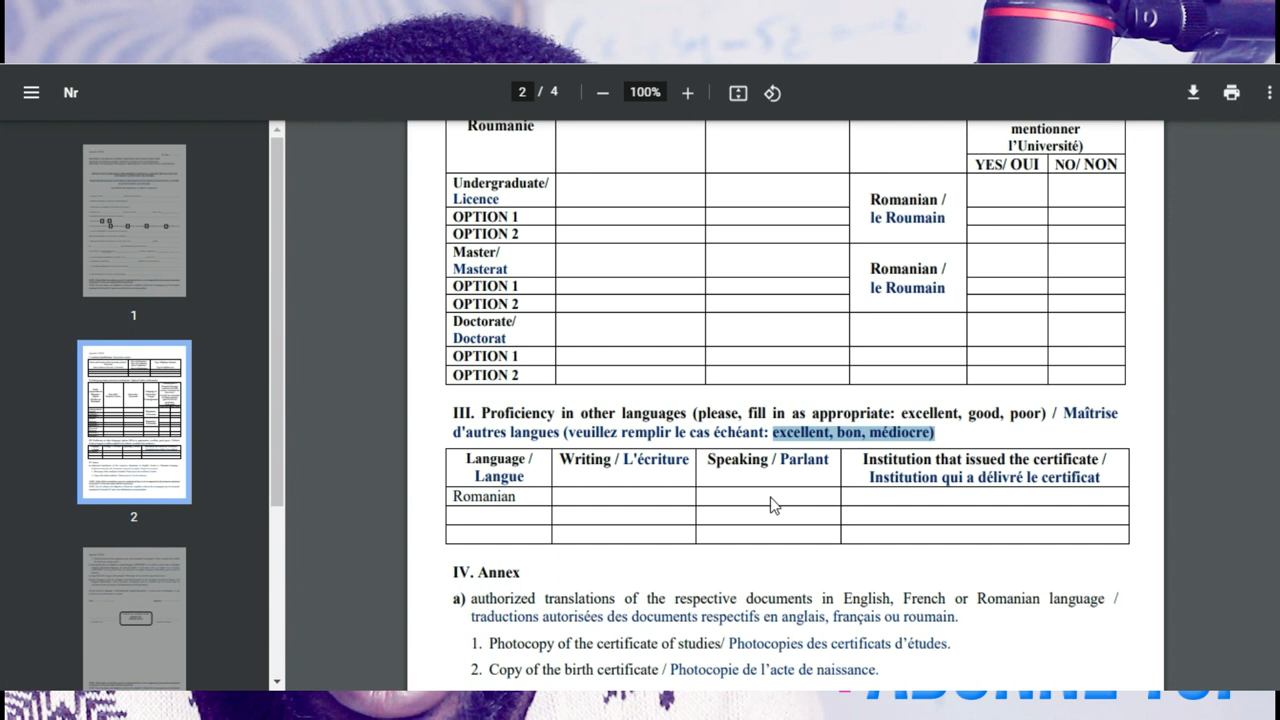 Nr
2 / 4
100%
Roumanie
mentionner
l'Université)
YES/ OUI NO/ NON
Undergraduate/
Licence
OPTION 1
OPTION 2
Romanian /
le Roumain
Master/
Masterat
OPTION 1
OPTION 2
Romanian /
le Roumain
Doctorate/
Doctorat
OPTION 1
OPTION 2
III. Proficiency in other languages (please, fill in as appropriate: excellent, good, poor) / Maîtrise
d'autres langues (veuillez remplir le cas échéant: excellent, bon, médiocre)
Language /
Langue
Writing / L'écriture
Speaking / Parlant
Institution that issued the certificate /
Institution qui a délivré le certificat
Romanian
IV. Annex
a) authorized translations of the respective documents in English, French or Romanian language /
traductions autorisées des documents respectifs en anglais, français ou roumain.
1. Photocopy of the certificate of studies/ Photocopies des certificats d'études.
2. Copy of the birth certificate / Photocopie de l'acte de naissance.
1
2